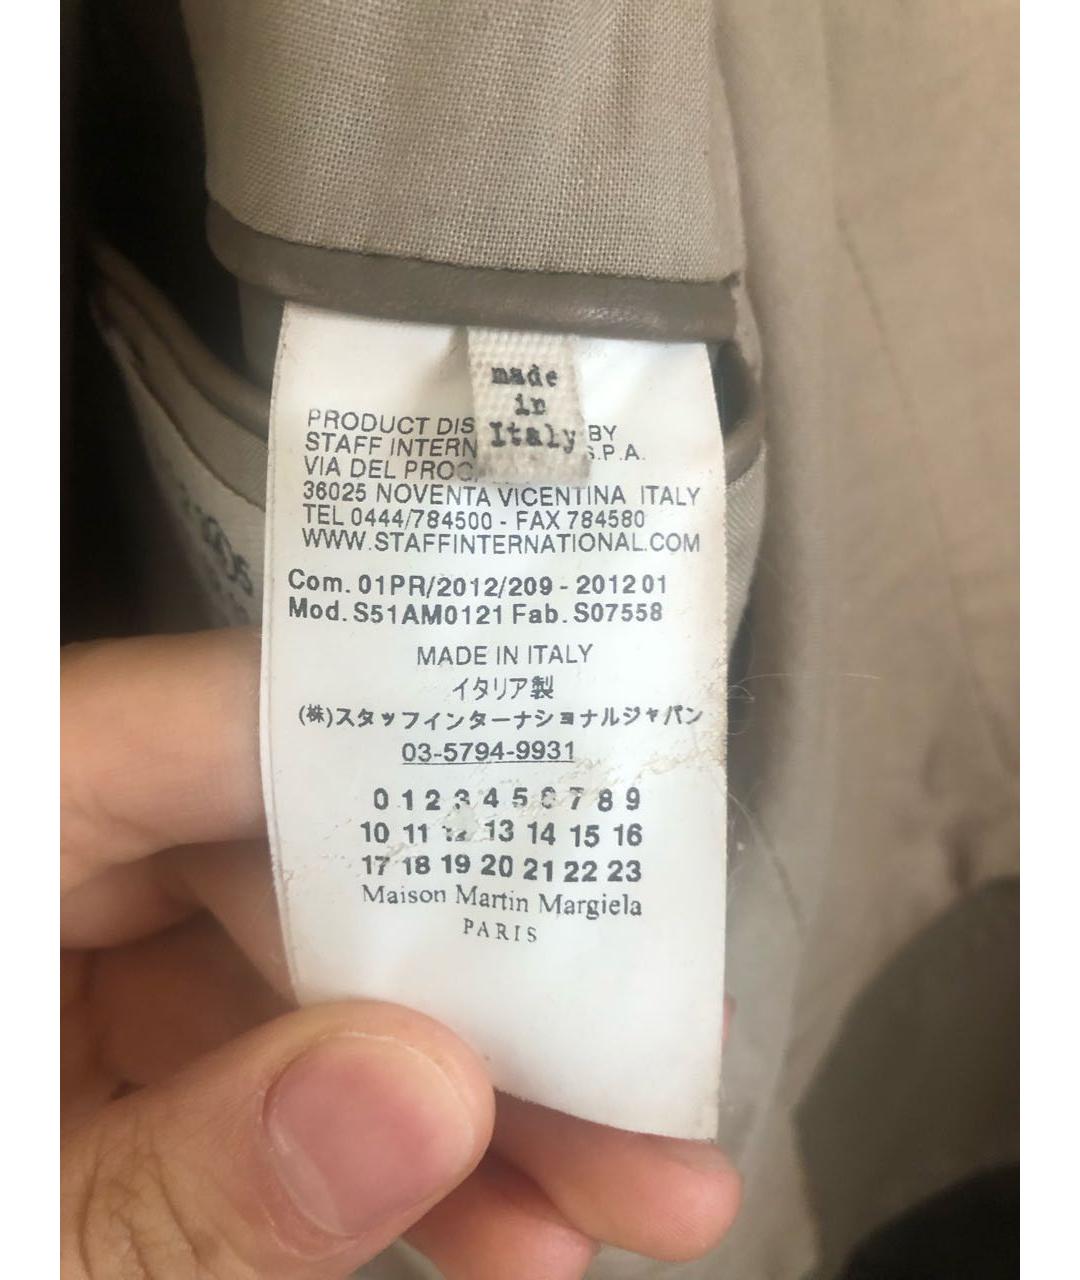 made
in
Italy
PRODUCT DIS BY
STAFF INTERN S.P.A.
VIA DEL PROG
36025 NOVENTA VICENTINA ITALY
TEL 0444/784500 - FAX 784580
WWW.STAFFINTERNATIONAL.COM
Com. 01PR/2012/209 - 2012 01
Mod. S51AM0121 Fab. S07558
MADE IN ITALY
イタリア製
(株)スタッフインターナショナルジャパン
03-5794-9931
0 1 2 3 4 5 6 7 8 9
10 11 12 13 14 15 16
17 18 19 20 21 22 23
Maison Martin Margiela
PARIS